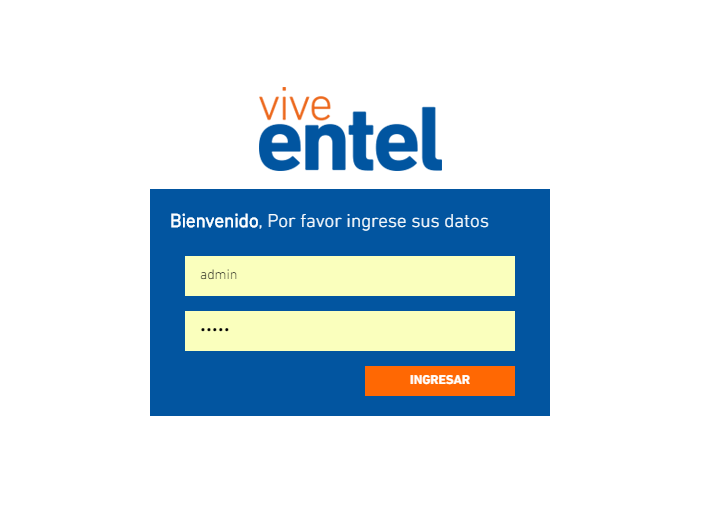 vive
entel
Bienvenido, Por favor ingrese sus datos
admin
•••••
INGRESAR